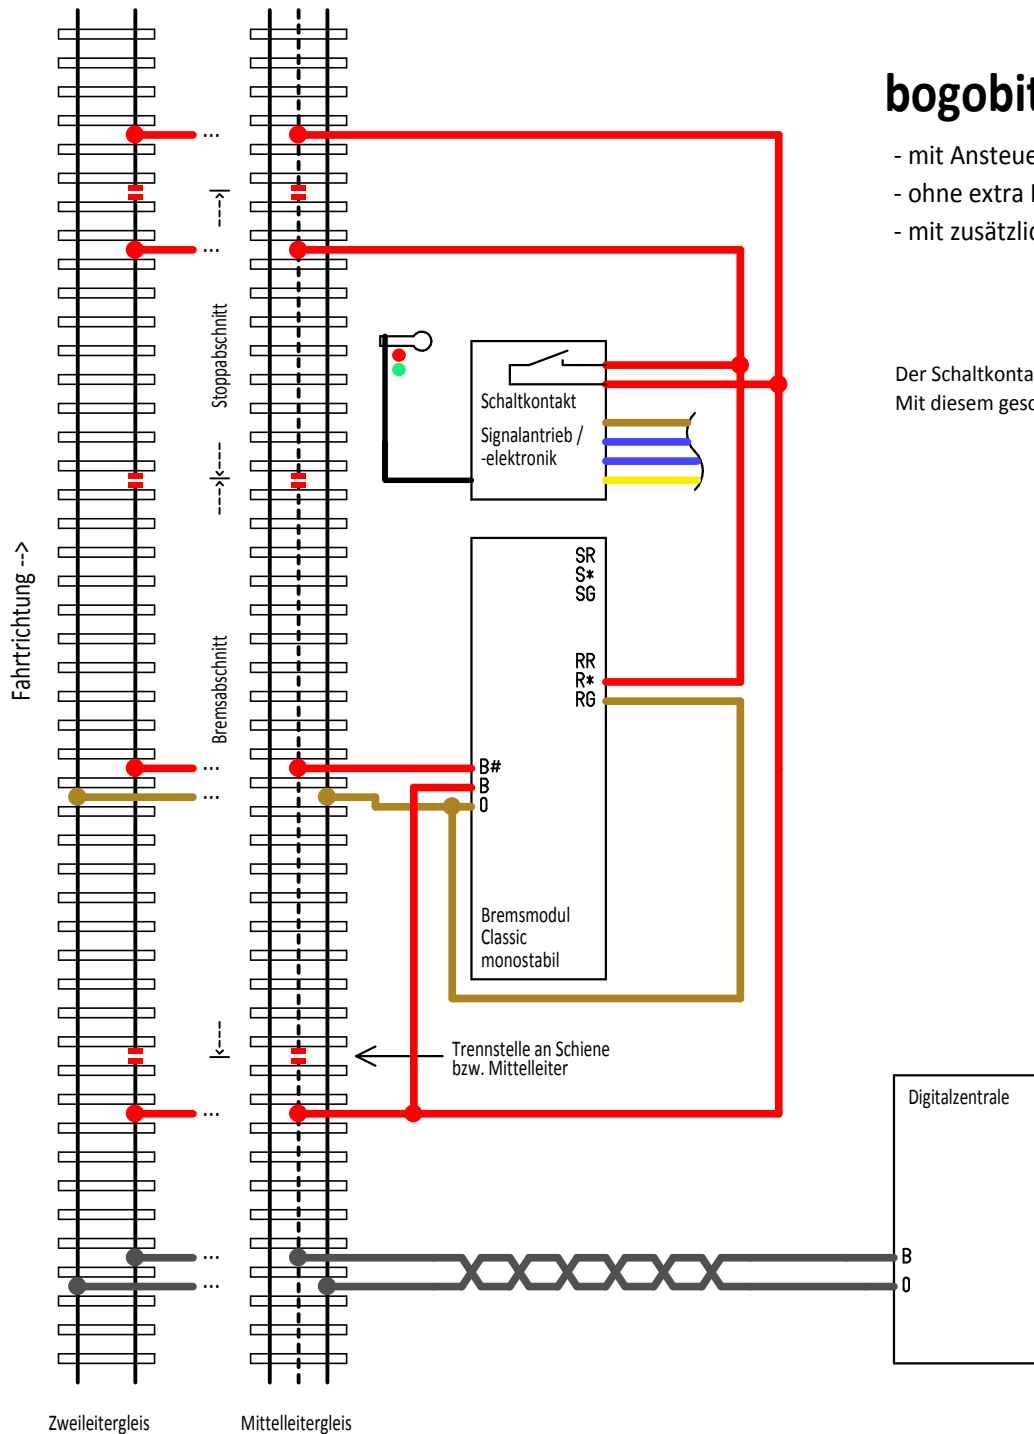 bogobit
- mit Ansteue
- ohne extra
- mit zusätzlic
Der Schaltkonta
Mit diesem gesc
...
...
Stoppabschnitt
Schaltkontakt
Signalantrieb /
-elektronik
Fahrtrichtung -->
Bremsabschnitt
SR
S*
SG
RR
R*
RG
...
...
B#
B
0
Bremsmodul
Classic
monostabil
Trennstelle an Schiene
bzw. Mittelleiter
...
Digitalzentrale
...
...
B
0
Zweileitergleis
Mittelleitergleis